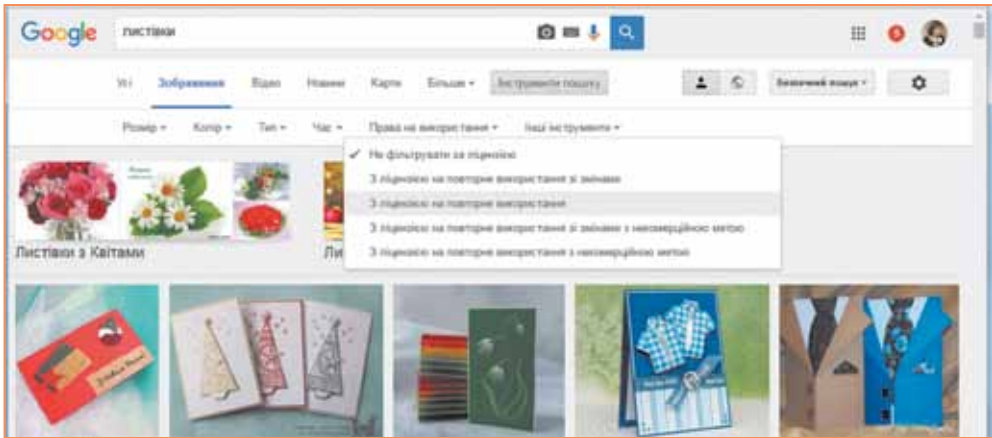 Google листівки 5
Усі Зображення Відео Новини Карти Більше Інструменти пошуку Безпечний пошук
Розмір Колір Тип Час Права на використання Інші інструменти
Не фільтрувати за ліцензією
З ліцензією на повторне використання зі змінами
З ліцензією на повторне використання
З ліцензією на повторне використання зі змінами з некомерційною метою
З ліцензією на повторне використання з некомерційною метою
Листівки з Квітами
Ли